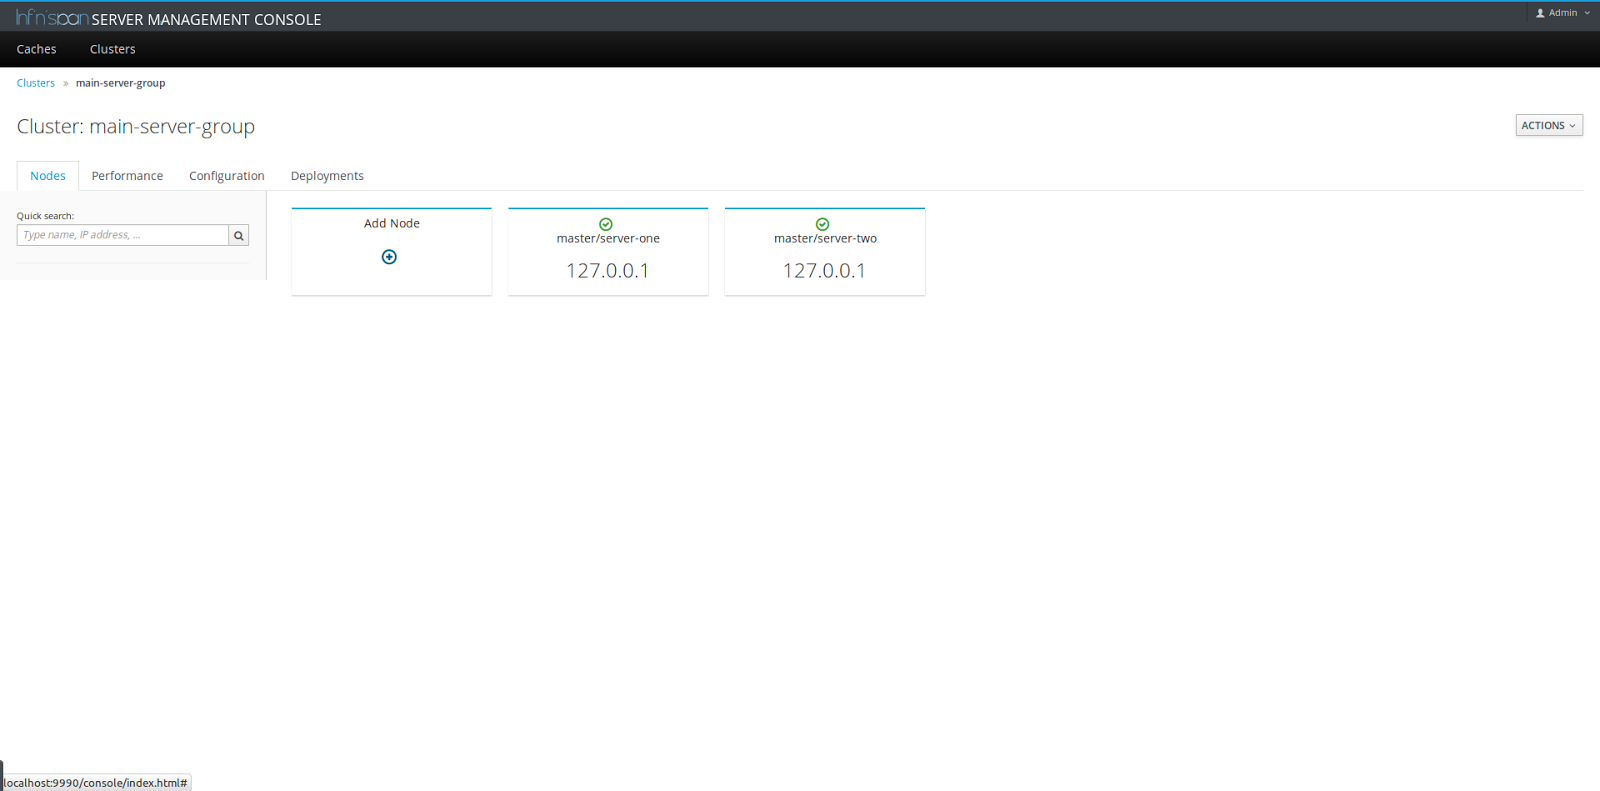 Infinispan SERVER MANAGEMENT CONSOLE
Admin
Caches Clusters
Clusters » main-server-group
Cluster: main-server-group
ACTIONS
Nodes Performance Configuration Deployments
Quick search:
Type name, IP address, ...
Add Node
master/server-one
127.0.0.1
master/server-two
127.0.0.1
localhost:9990/console/index.html#